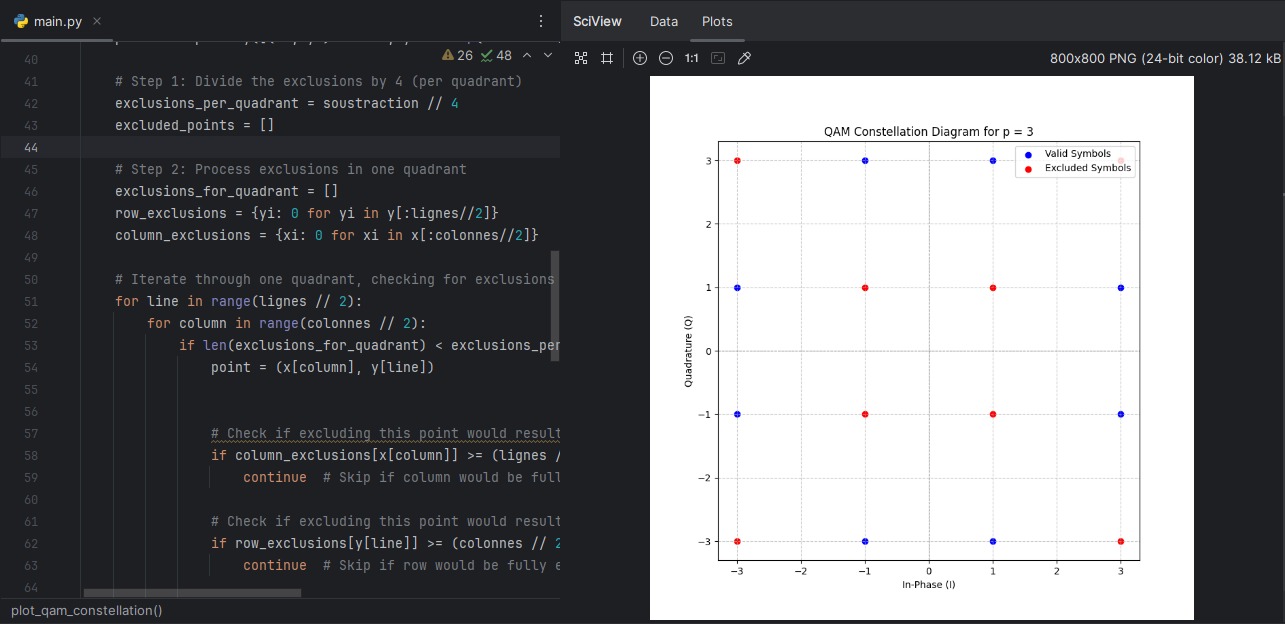 main.py
SciView Data Plots
26 48
1:1
800x800 PNG (24-bit color) 38.12 kB
40
41 # Step 1: Divide the exclusions by 4 (per quadrant)
42 exclusions_per_quadrant = soustraction // 4
43 excluded_points = []
44
45 # Step 2: Process exclusions in one quadrant
46 exclusions_for_quadrant = []
47 row_exclusions = {yi: 0 for yi in y[:lignes//2]}
48 column_exclusions = {xi: 0 for xi in x[:colonnes//2]}
49
50 # Iterate through one quadrant, checking for exclusions
51 for line in range(lignes // 2):
52 for column in range(colonnes // 2):
53 if len(exclusions_for_quadrant) < exclusions_per
54 point = (x[column], y[line])
55
56
57 # Check if excluding this point would result
58 if column_exclusions[x[column]] >= (lignes /
59 continue # Skip if column would be full
60
61 # Check if excluding this point would result
62 if row_exclusions[y[line]] >= (colonnes // 2
63 continue # Skip if row would be fully e
64
plot_qam_constellation()
QAM Constellation Diagram for p = 3
Valid Symbols
Excluded Symbols
3
2
1
0
−1
−2
−3
Quadrature (Q)
−3 −2 −1 0 1 2 3
In-Phase (I)